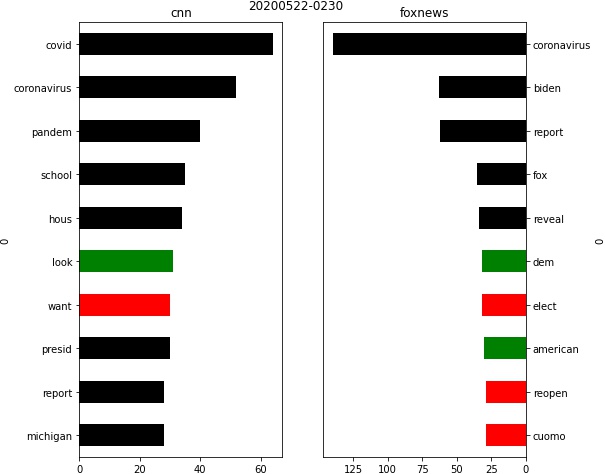 20200522-0230
cnn
foxnews
covid
coronavirus
pandem
school
hous
look
want
presid
report
michigan
0
0 20 40 60
coronavirus
biden
report
fox
reveal
dem
elect
american
reopen
cuomo
0
125 100 75 50 25 0